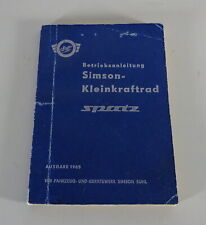 Betriebsanleitung
Simson-
Kleinkraftrad
spatz
AUSGABE 1965
VEB FAHRZEUG- UND GERÄTEWERK SIMSON SUHL